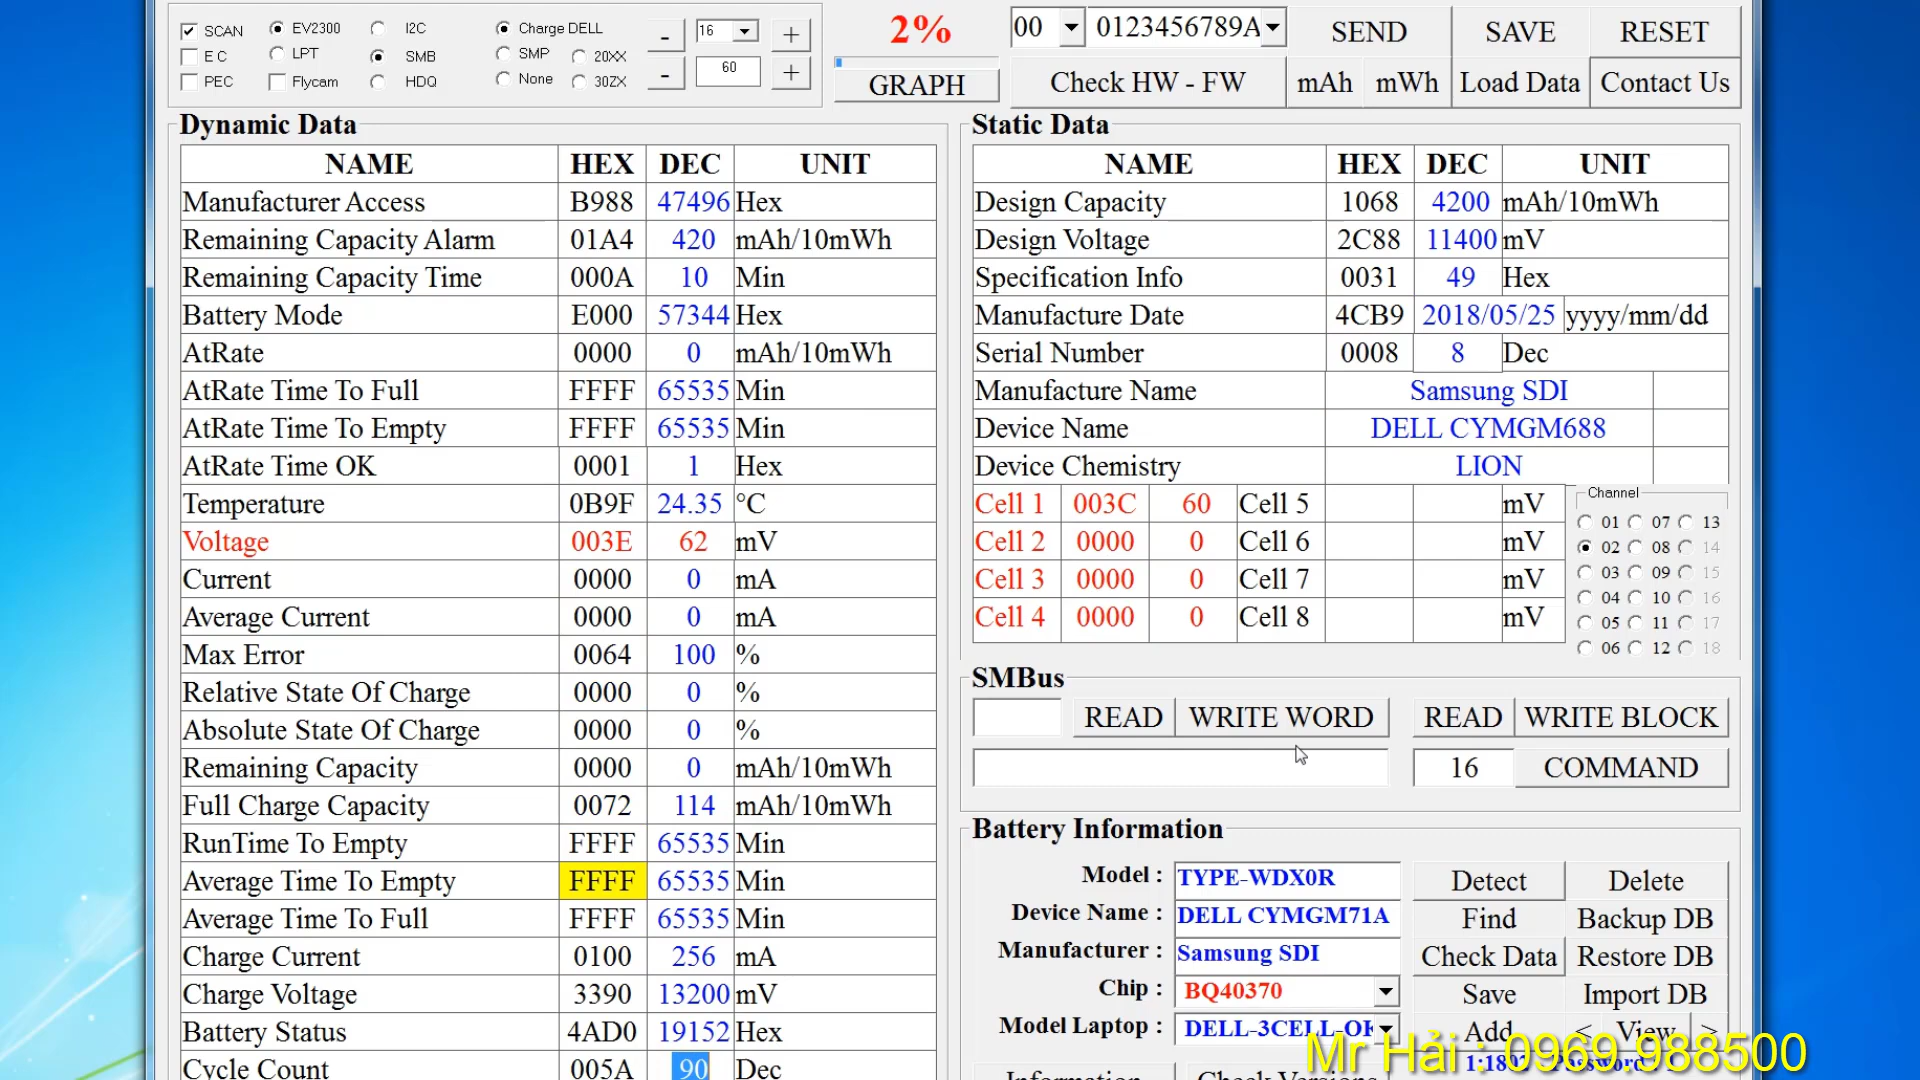 SCAN EV2300 I2C Charge DELL - 16 +
E C LPT SMB SMP 20XX
PEC Flycam HDQ None 30ZX - 60 +
2% 00 0123456789A SEND SAVE RESET
GRAPH Check HW - FW mAh mWh Load Data Contact Us
Dynamic Data
NAME HEX DEC UNIT
Manufacturer Access B988 47496 Hex
Remaining Capacity Alarm 01A4 420 mAh/10mWh
Remaining Capacity Time 000A 10 Min
Battery Mode E000 57344 Hex
AtRate 0000 0 mAh/10mWh
AtRate Time To Full FFFF 65535 Min
AtRate Time To Empty FFFF 65535 Min
AtRate Time OK 0001 1 Hex
Temperature 0B9F 24.35 °C
Voltage 003E 62 mV
Current 0000 0 mA
Average Current 0000 0 mA
Max Error 0064 100 %
Relative State Of Charge 0000 0 %
Absolute State Of Charge 0000 0 %
Remaining Capacity 0000 0 mAh/10mWh
Full Charge Capacity 0072 114 mAh/10mWh
RunTime To Empty FFFF 65535 Min
Average Time To Empty FFFF 65535 Min
Average Time To Full FFFF 65535 Min
Charge Current 0100 256 mA
Charge Voltage 3390 13200 mV
Battery Status 4AD0 19152 Hex
Cycle Count 005A 90 Dec
Static Data
NAME HEX DEC UNIT
Design Capacity 1068 4200 mAh/10mWh
Design Voltage 2C88 11400 mV
Specification Info 0031 49 Hex
Manufacture Date 4CB9 2018/05/25 yyyy/mm/dd
Serial Number 0008 8 Dec
Manufacture Name Samsung SDI
Device Name DELL CYMGM688
Device Chemistry LION
Cell 1 003C 60 Cell 5 mV
Cell 2 0000 0 Cell 6 mV
Cell 3 0000 0 Cell 7 mV
Cell 4 0000 0 Cell 8 mV
Channel
01 07 13
02 08 14
03 09 15
04 10 16
05 11 17
06 12 18
SMBus
READ WRITE WORD READ WRITE BLOCK
16 COMMAND
Battery Information
Model : TYPE-WDX0R Detect Delete
Device Name : DELL CYMGM71A Find Backup DB
Manufacturer : Samsung SDI Check Data Restore DB
Chip : BQ40370 Save Import DB
Model Laptop : DELL-3CELL-OK Add < View >
Mr Hải : 0969.988500
Information Check Versions